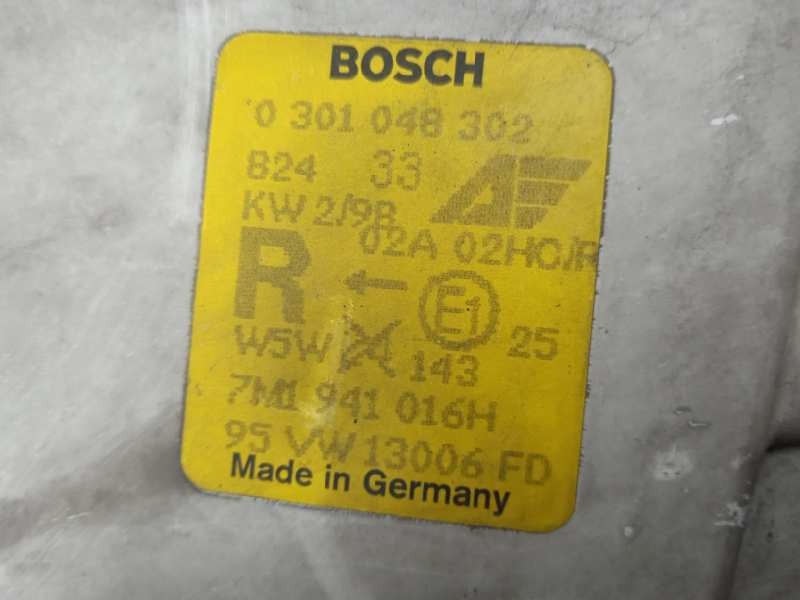 BOSCH
0 301 048 302
824 33
KW 2/98
02A 02HC/R
R ← E1
W5W 143 25
7M1 941 016H
95 VW 13006 FD
Made in Germany